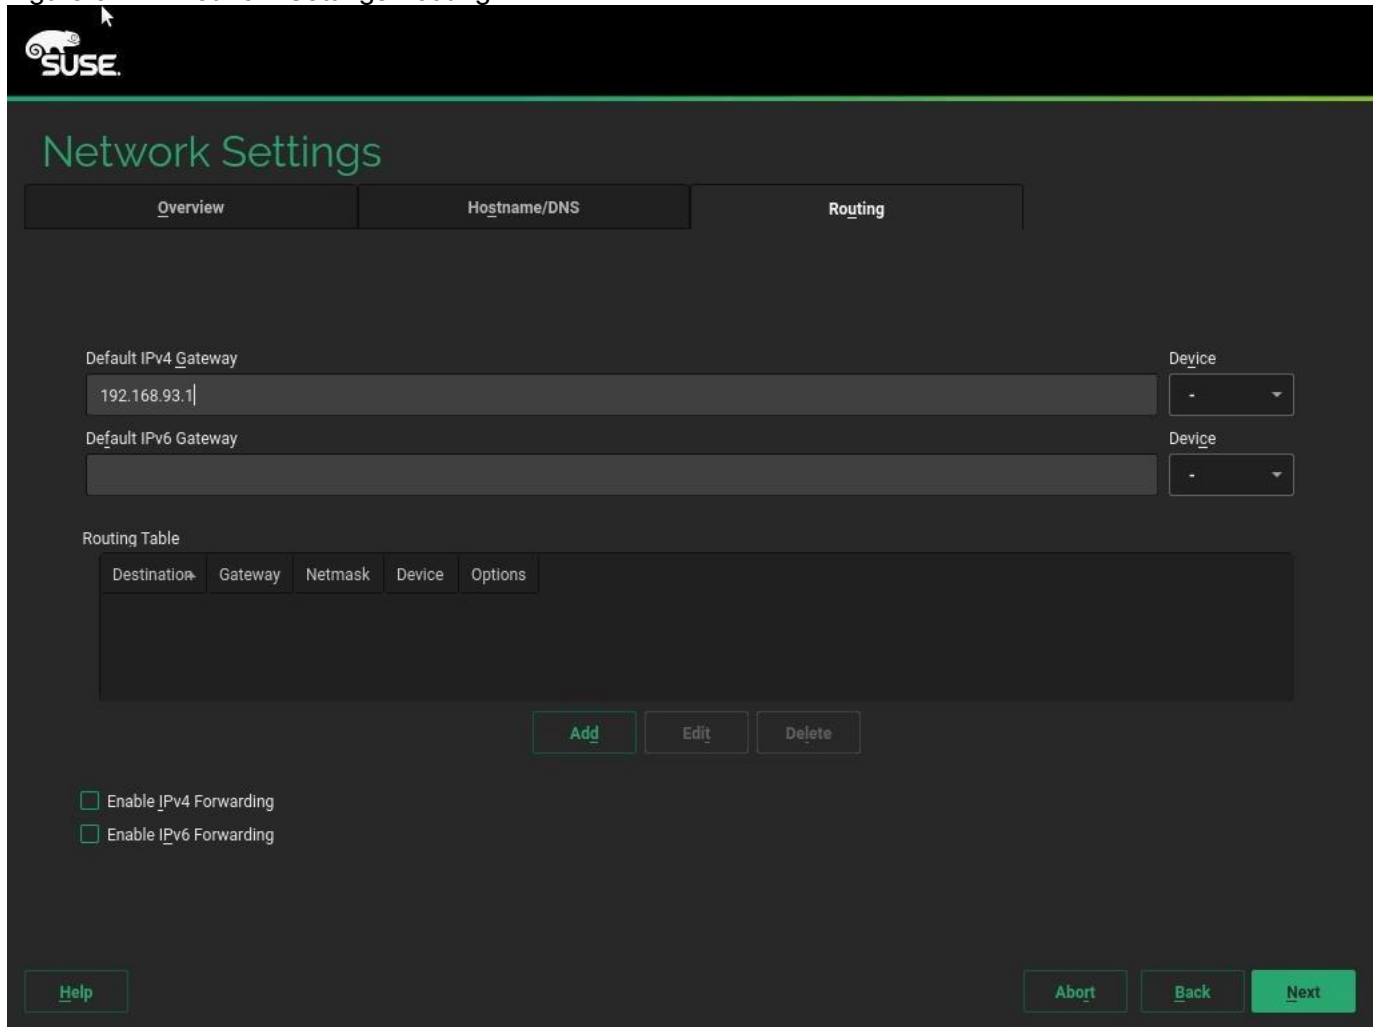 SUSE.
Network Settings
Overview
Hostname/DNS
Routing
Default IPv4 Gateway
Device
192.168.93.1
-
Default IPv6 Gateway
Device
-
Routing Table
Destination Gateway Netmask Device Options
Add Edit Delete
Enable IPv4 Forwarding
Enable IPv6 Forwarding
Help Abort Back Next